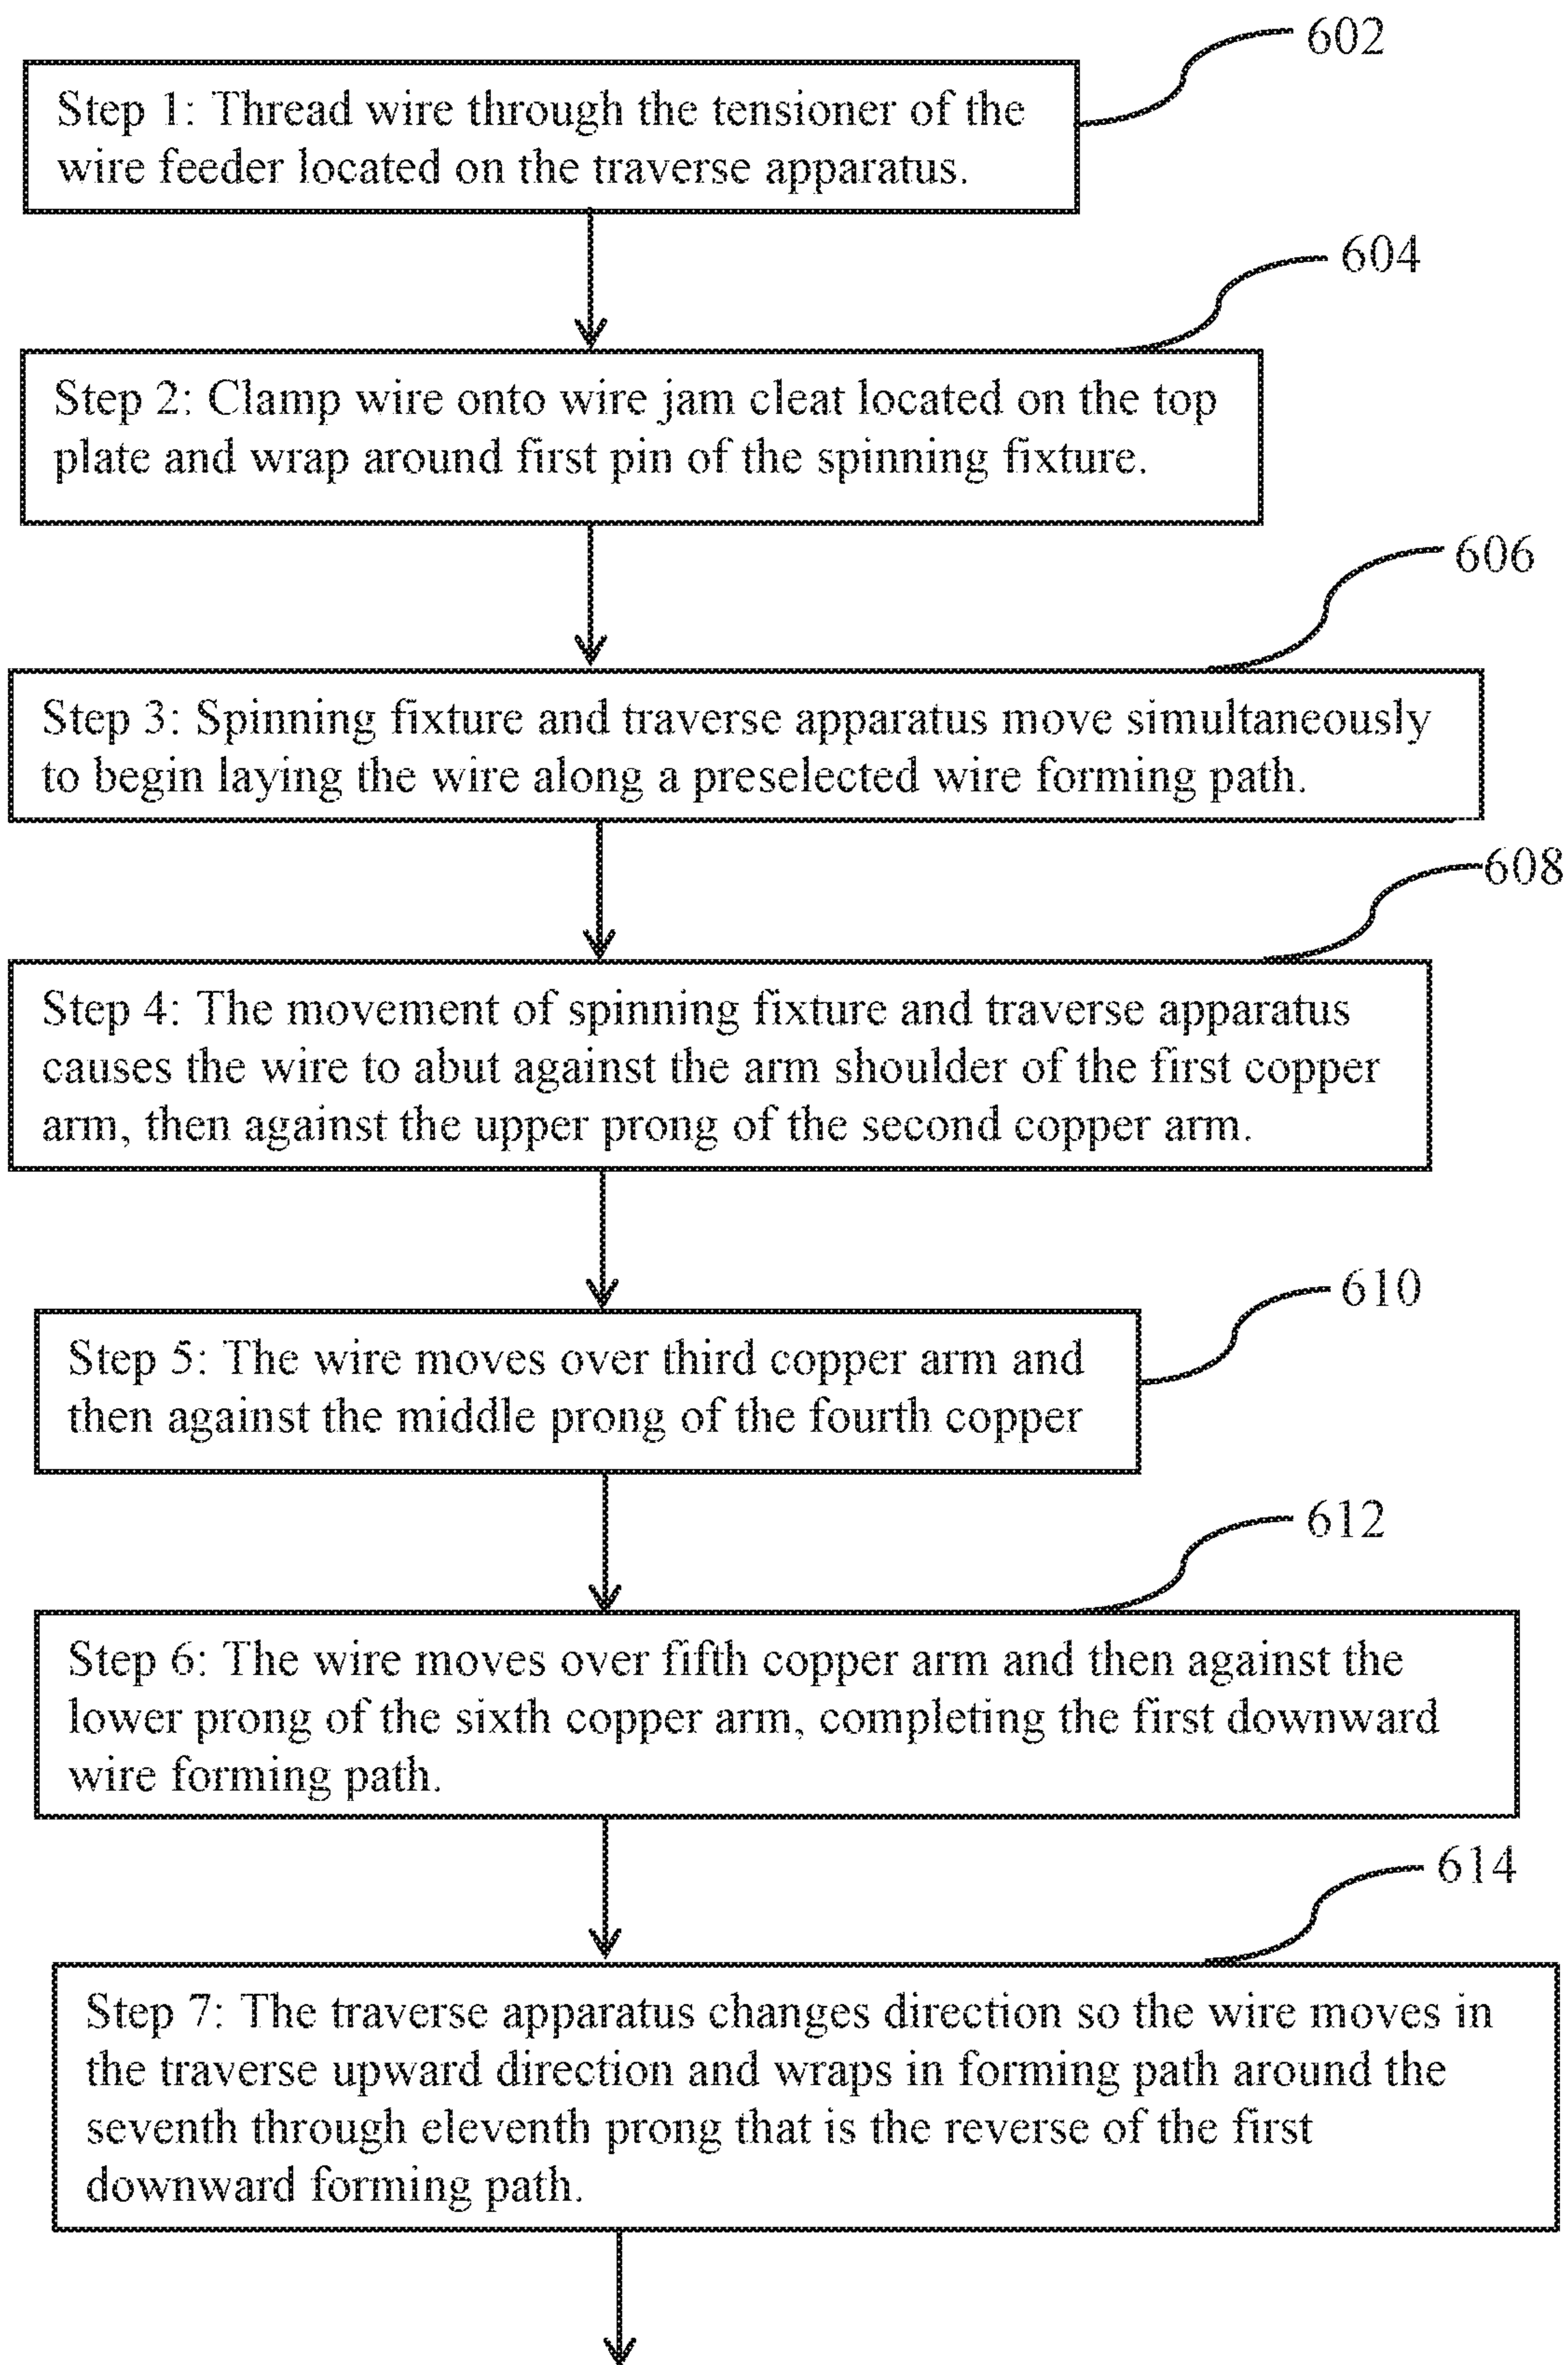 602
Step 1: Thread wire through the tensioner of the
wire feeder located on the traverse apparatus.
604
Step 2: Clamp wire onto wire jam cleat located on the top
plate and wrap around first pin of the spinning fixture.
606
Step 3: Spinning fixture and traverse apparatus move simultaneously
to begin laying the wire along a preselected wire forming path.
608
Step 4: The movement of spinning fixture and traverse apparatus
causes the wire to abut against the arm shoulder of the first copper
arm, then against the upper prong of the second copper arm.
610
Step 5: The wire moves over third copper arm and
then against the middle prong of the fourth copper
612
Step 6: The wire moves over fifth copper arm and then against the
lower prong of the sixth copper arm, completing the first downward
wire forming path.
614
Step 7: The traverse apparatus changes direction so the wire moves in
the traverse upward direction and wraps in forming path around the
seventh through eleventh prong that is the reverse of the first
downward forming path.